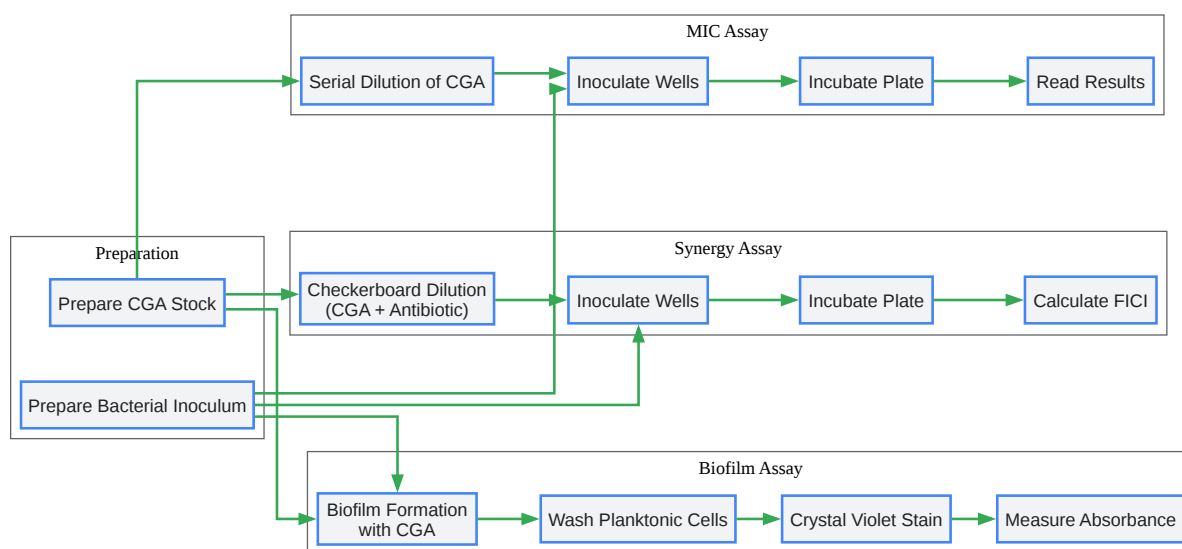 MIC Assay
Serial Dilution of CGA
Inoculate Wells
Incubate Plate
Read Results
Preparation
Prepare CGA Stock
Prepare Bacterial Inoculum
Synergy Assay
Checkerboard Dilution
(CGA + Antibiotic)
Inoculate Wells
Incubate Plate
Calculate FICI
Biofilm Assay
Biofilm Formation
with CGA
Wash Planktonic Cells
Crystal Violet Stain
Measure Absorbance